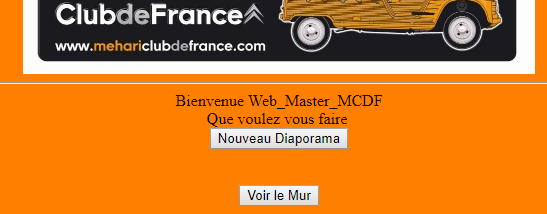 ClubdeFrance
www.mehariclubdefrance.com
Bienvenue Web_Master_MCDF
Que voulez vous faire
Nouveau Diaporama
Voir le Mur